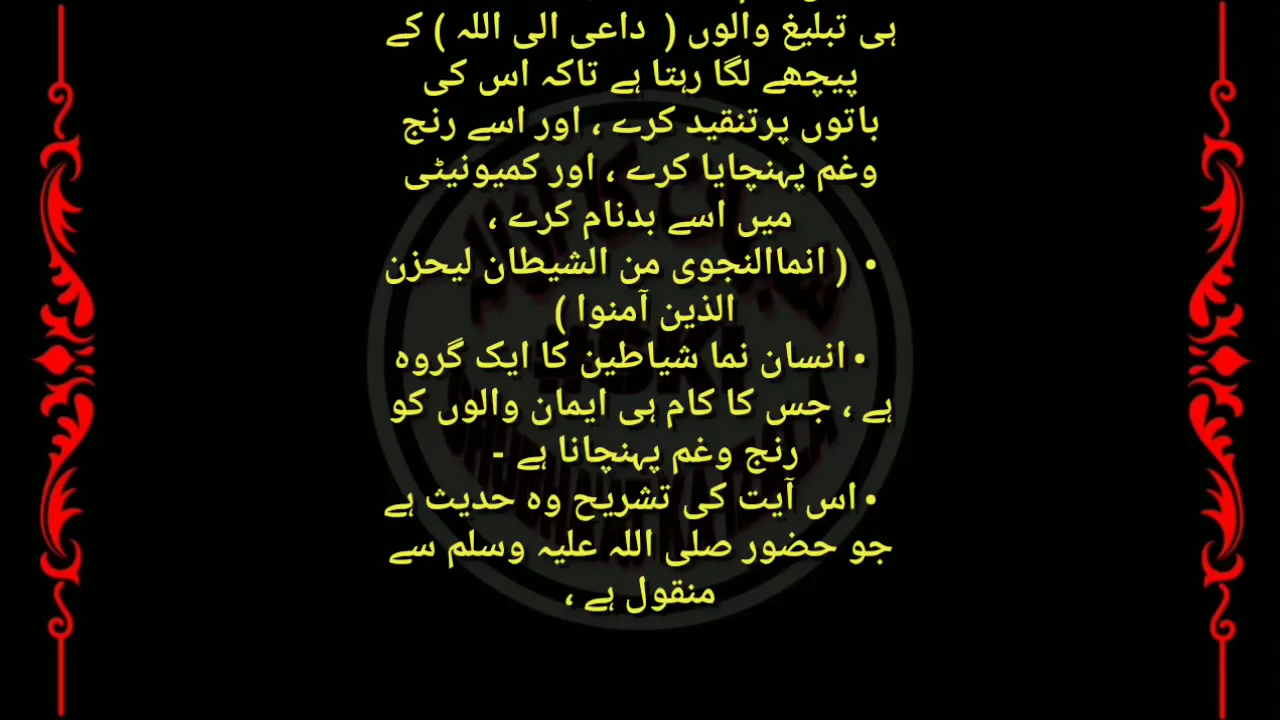 ہی تبلیغ والوں ( داعی الی اللہ ) کے
پیچھے لگا رہتا ہے تاکہ اس کی
باتوں پرتنقید کرے ، اور اسے رنج
وغم پہنچایا کرے ، اور کمیونیٹی
میں اسے بدنام کرے ،
• ( انماالنجوی من الشیطان لیحزن
الذین آمنوا )
• انسان نما شیاطین کا ایک گروہ
ہے ، جس کا کام ہی ایمان والوں کو
رنج وغم پہنچانا ہے -
• اس آیت کی تشریح وہ حدیث ہے
جو حضور صلی اللہ علیہ وسلم سے
منقول ہے ،